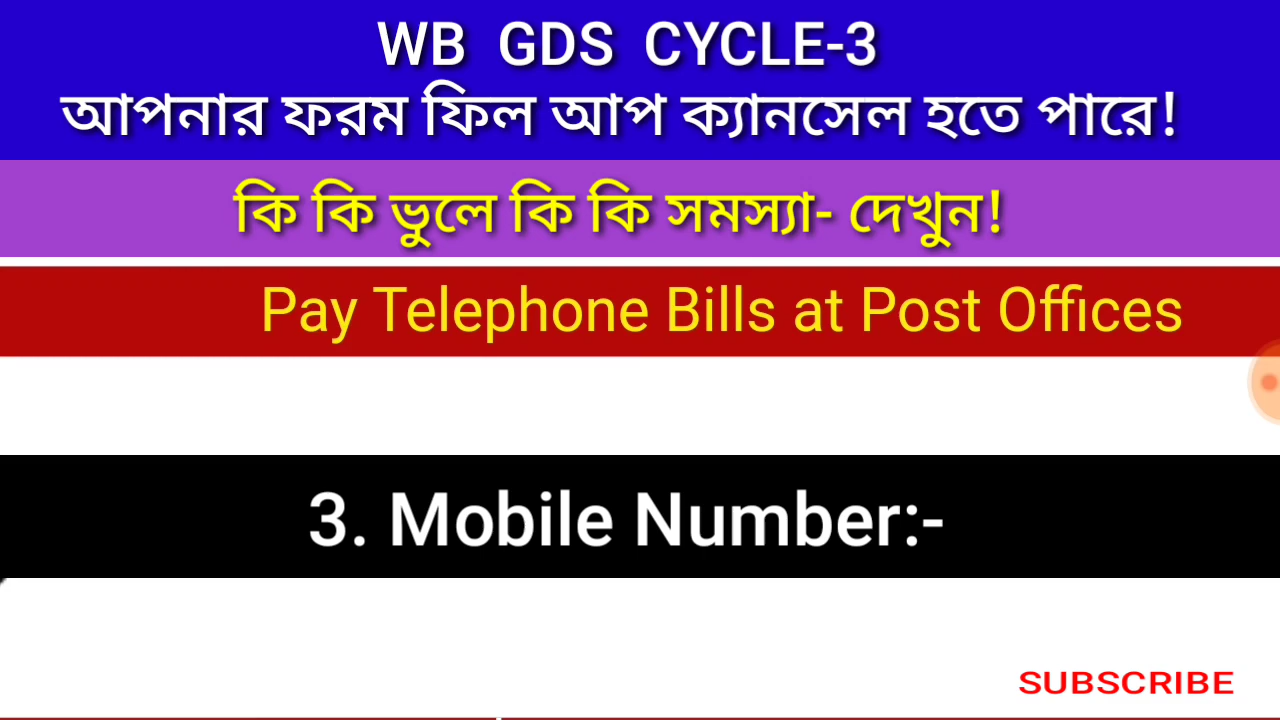 WB GDS CYCLE-3
আপনার ফরম ফিল আপ ক্যানসেল হতে পারে!
কি কি ভুলে কি কি সমস্যা- দেখুন!
Pay Telephone Bills at Post Offices
3. Mobile Number:-
SUBSCRIBE